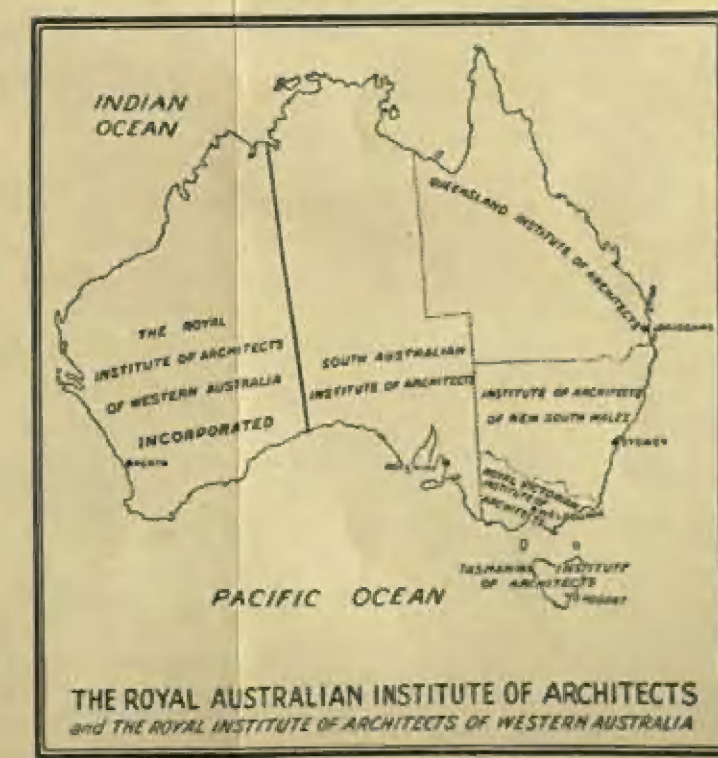 INDIAN
OCEAN
QUEENSLAND INSTITUTE OF ARCHITECTS
BRISBANE
THE ROYAL
INSTITUTE OF ARCHITECTS
OF WESTERN AUSTRALIA
INCORPORATED
PERTH
SOUTH AUSTRALIAN
INSTITUTE OF ARCHITECTS
ADELAIDE
INSTITUTE OF ARCHITECTS
OF NEW SOUTH WALES
SYDNEY
ROYAL VICTORIAN
INSTITUTE OF
ARCHITECTS
MELBOURNE
TASMANIAN INSTITUTE
OF ARCHITECTS
HOBART
PACIFIC OCEAN
THE ROYAL AUSTRALIAN INSTITUTE OF ARCHITECTS
and THE ROYAL INSTITUTE OF ARCHITECTS OF WESTERN AUSTRALIA